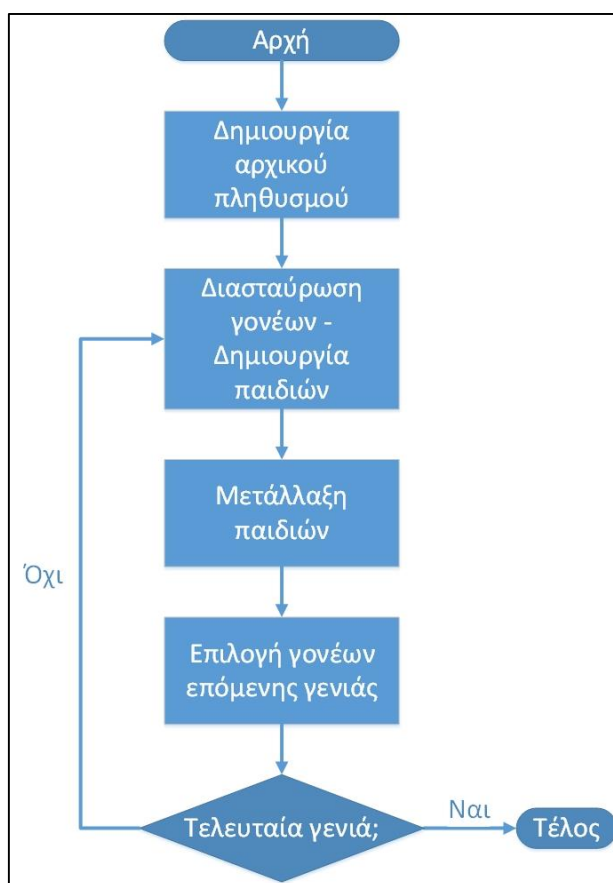 Αρχή
Δημιουργία
αρχικού
πληθυσμού
Διασταύρωση
γονέων -
Δημιουργία
παιδιών
Μετάλλαξη
παιδιών
Όχι
Επιλογή γονέων
επόμενης γενιάς
Τελευταία γενιά;
Ναι
Τέλος